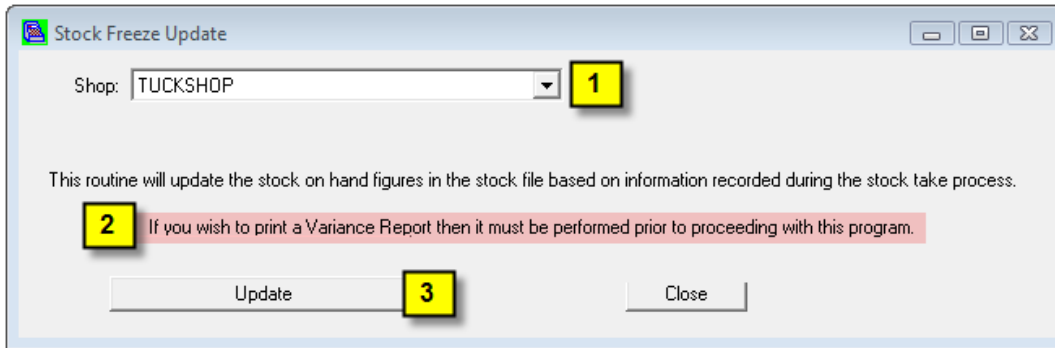 Stock Freeze Update
Shop: TUCKSHOP 1
This routine will update the stock on hand figures in the stock file based on information recorded during the stock take process.
2 If you wish to print a Variance Report then it must be performed prior to proceeding with this program.
Update 3 Close